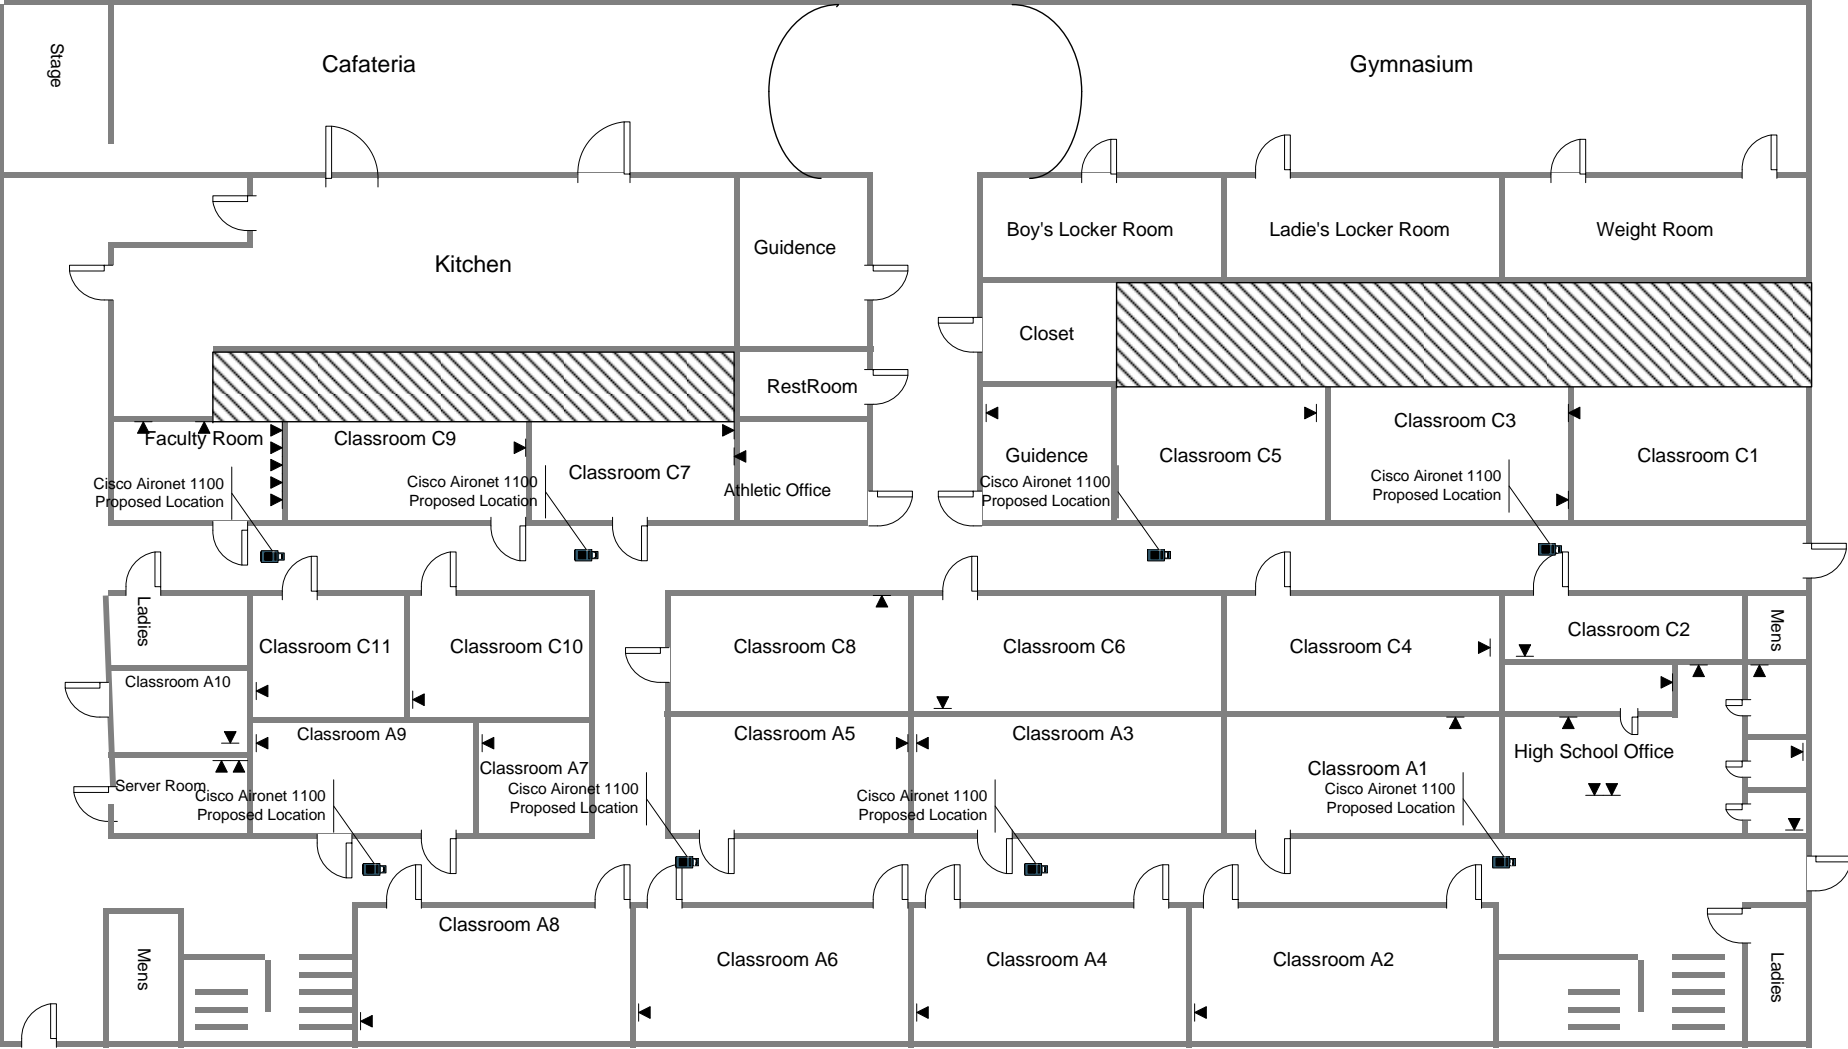 Stage
Cafateria
Gymnasium
Kitchen
Guidence
Boy's Locker Room
Ladie's Locker Room
Weight Room
Closet
RestRoom
Faculty Room
Classroom C9
Classroom C7
Athletic Office
Guidence
Classroom C5
Classroom C3
Classroom C1
Cisco Aironet 1100
Proposed Location
Cisco Aironet 1100
Proposed Location
Cisco Aironet 1100
Proposed Location
Cisco Aironet 1100
Proposed Location
Ladies
Classroom C11
Classroom C10
Classroom C8
Classroom C6
Classroom C4
Classroom C2
Mens
Classroom A10
Classroom A9
Classroom A7
Classroom A5
Classroom A3
Classroom A1
High School Office
Server Room
Cisco Aironet 1100
Proposed Location
Cisco Aironet 1100
Proposed Location
Cisco Aironet 1100
Proposed Location
Cisco Aironet 1100
Proposed Location
Mens
Classroom A8
Classroom A6
Classroom A4
Classroom A2
Ladies